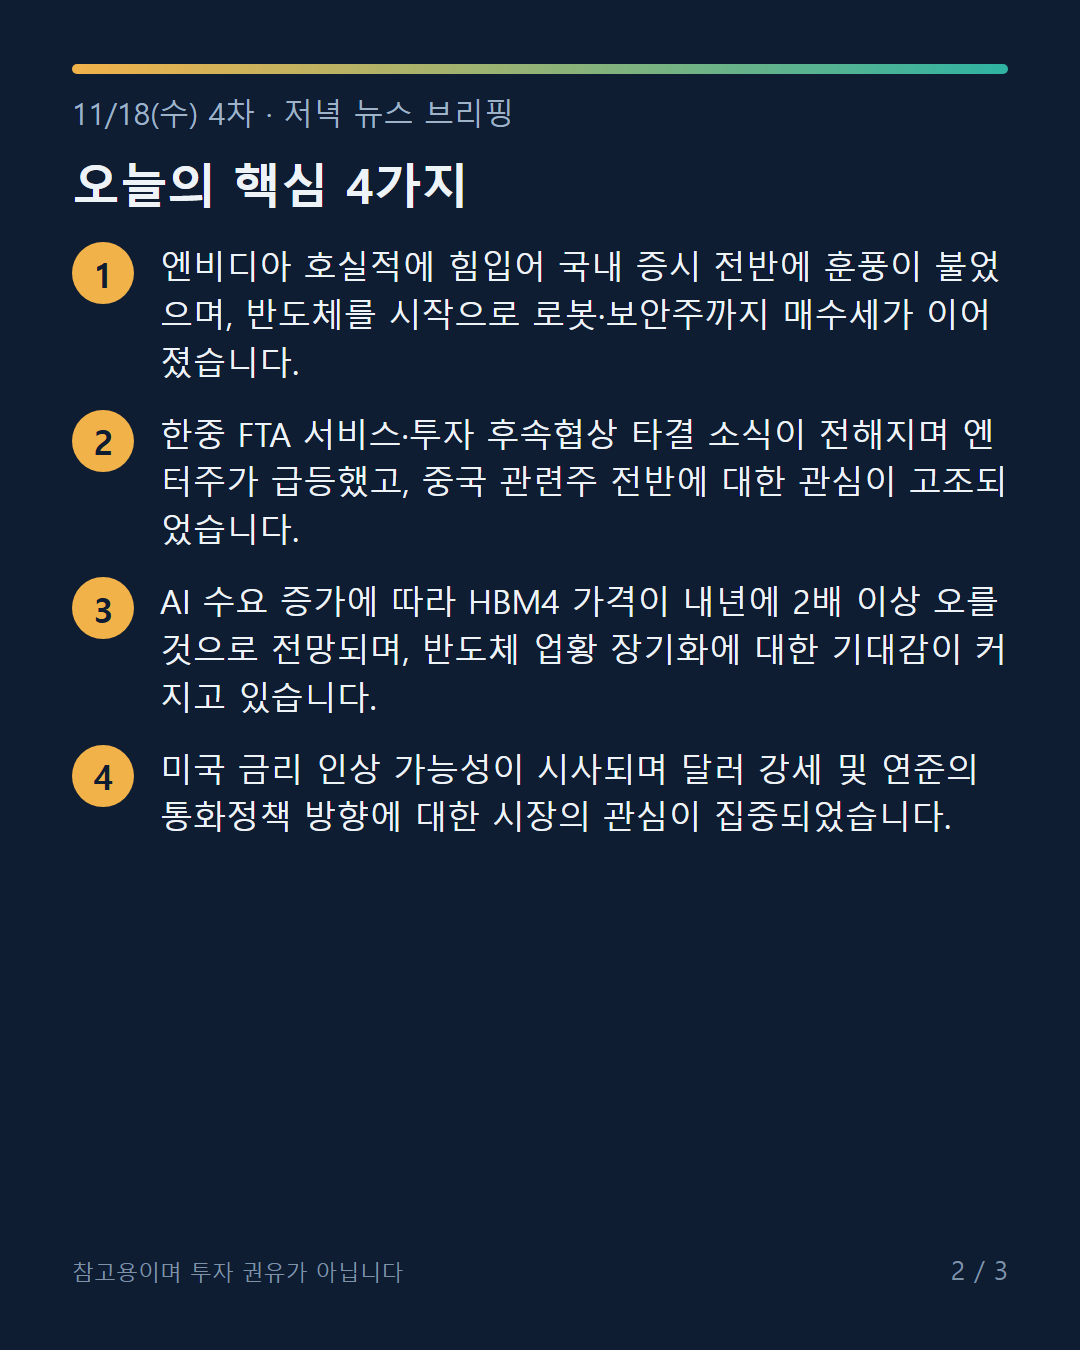 11/18(수) 4차 · 저녁 뉴스 브리핑
오늘의 핵심 4가지
1 엔비디아 호실적에 힘입어 국내 증시 전반에 훈풍이 불었
으며, 반도체를 시작으로 로봇·보안주까지 매수세가 이어
졌습니다.
2 한중 FTA 서비스·투자 후속협상 타결 소식이 전해지며 엔
터주가 급등했고, 중국 관련주 전반에 대한 관심이 고조되
었습니다.
3 AI 수요 증가에 따라 HBM4 가격이 내년에 2배 이상 오를
것으로 전망되며, 반도체 업황 장기화에 대한 기대감이 커
지고 있습니다.
4 미국 금리 인상 가능성이 시사되며 달러 강세 및 연준의
통화정책 방향에 대한 시장의 관심이 집중되었습니다.
참고용이며 투자 권유가 아닙니다
2 / 3